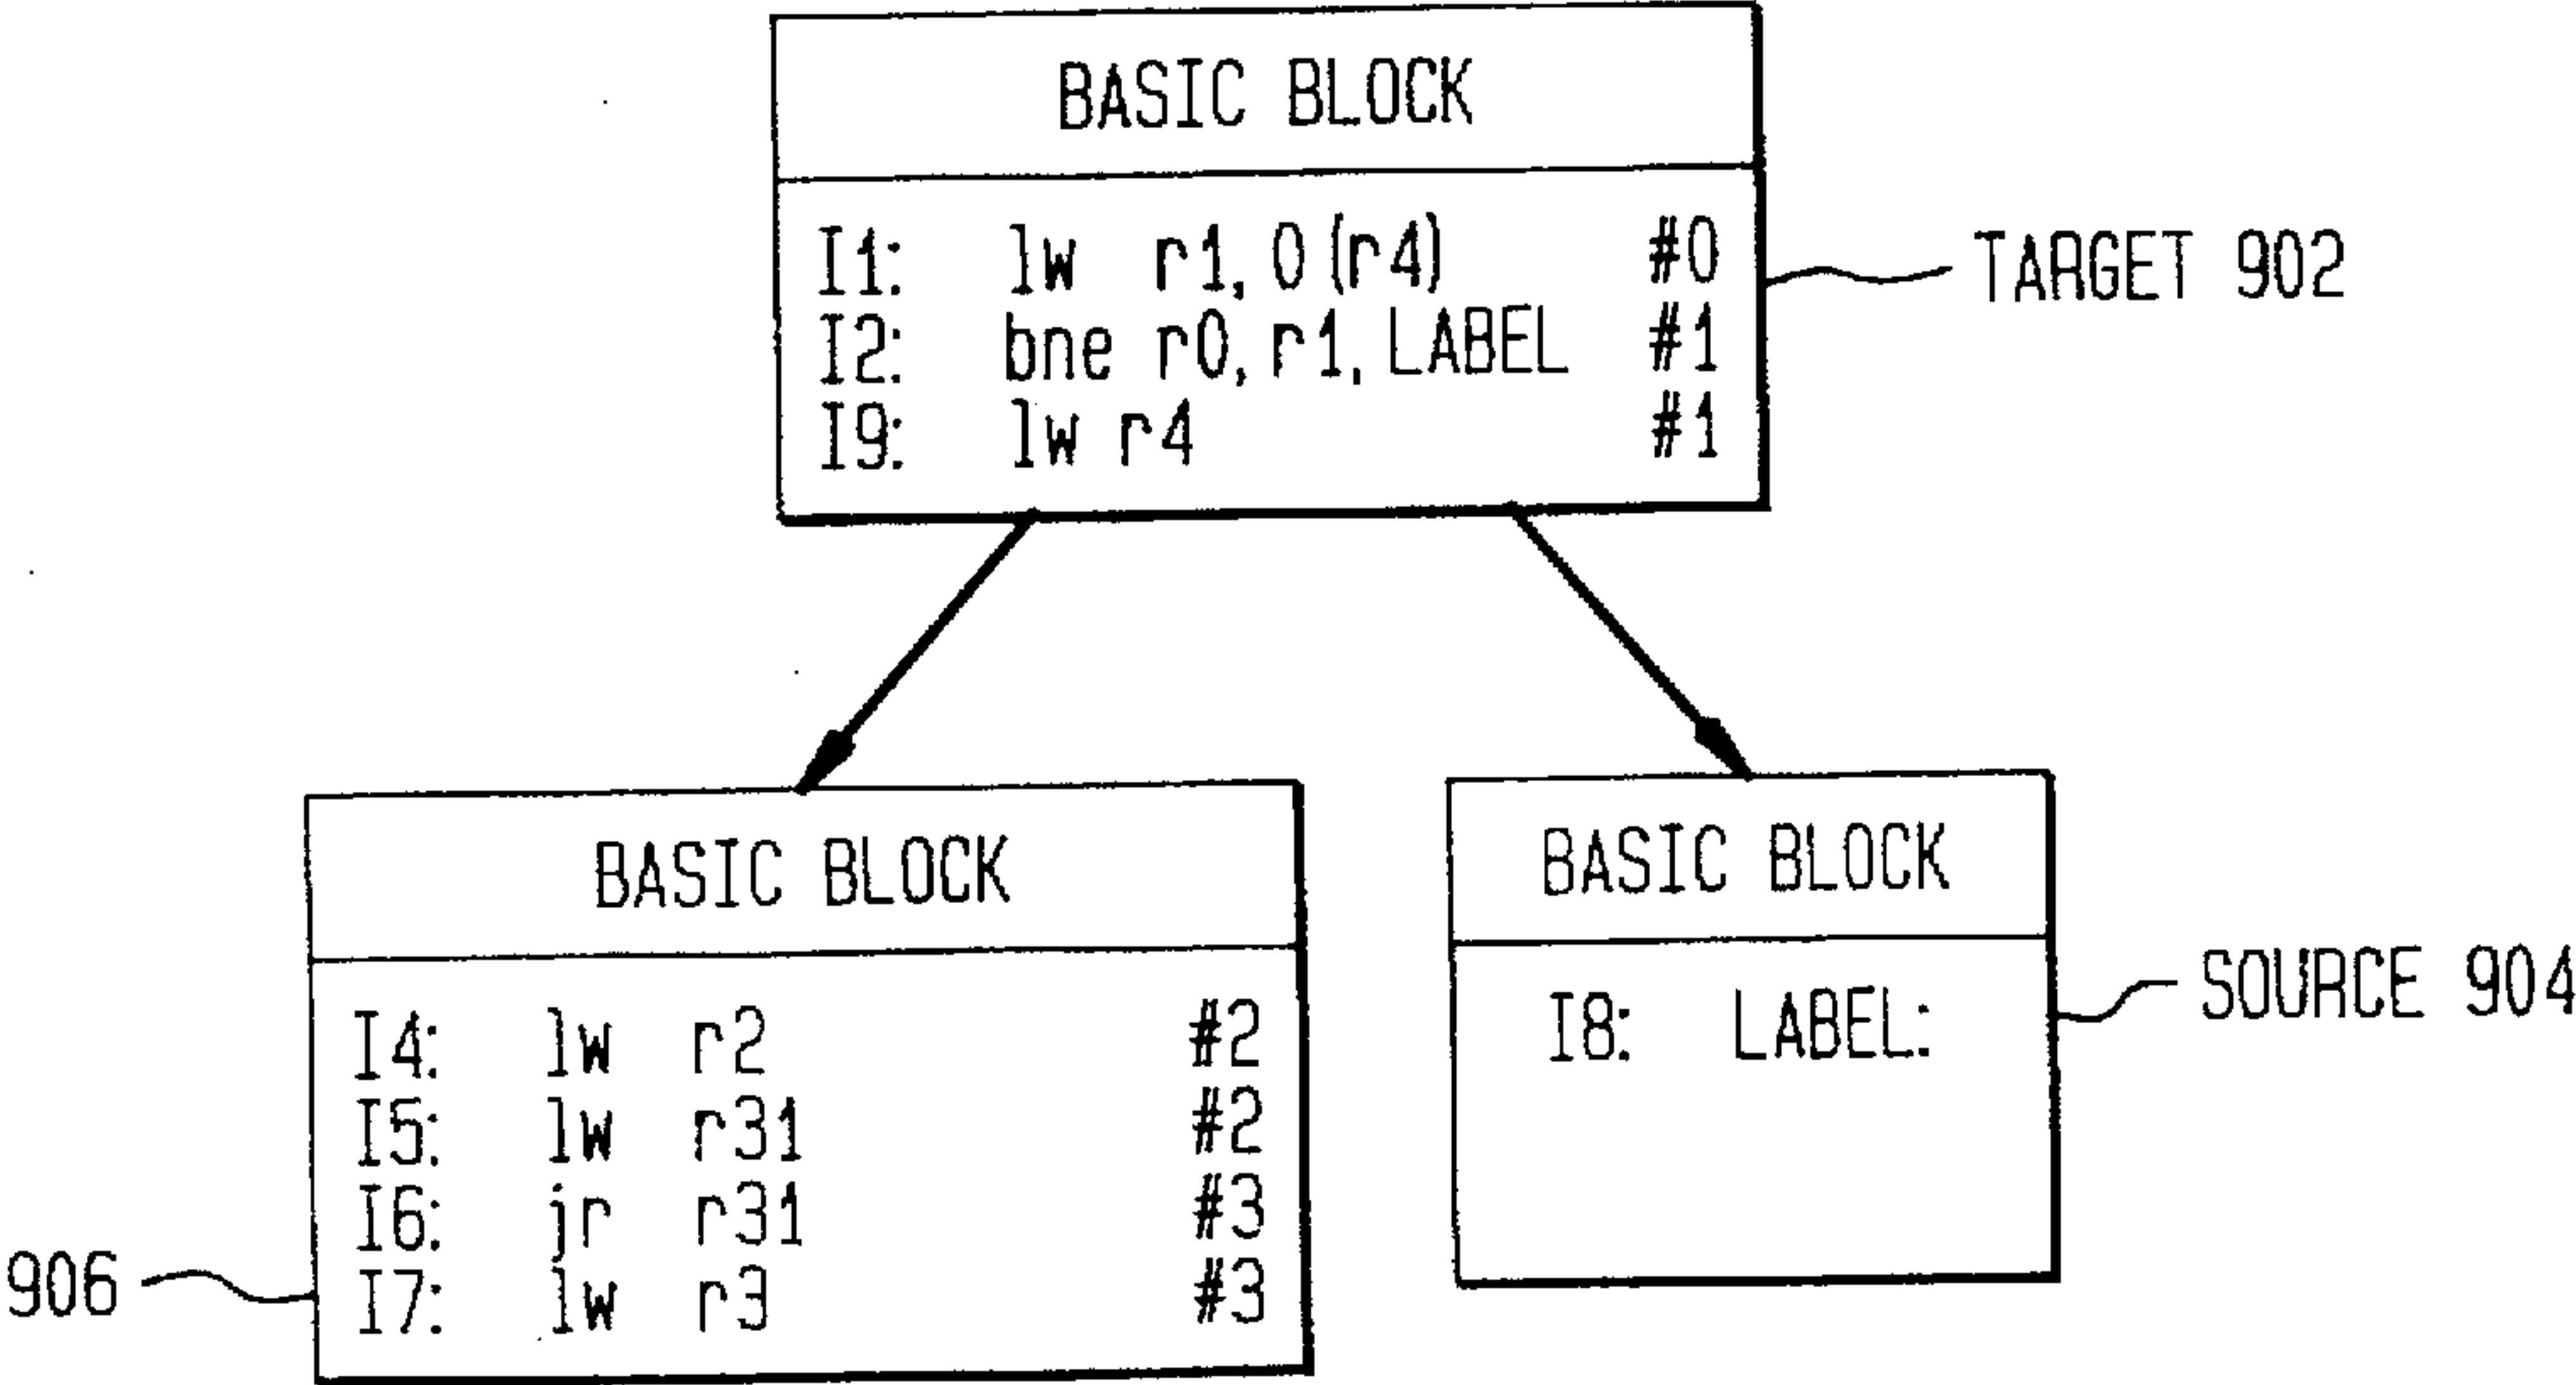 BASIC BLOCK
I1: lw r1, 0 (r4) #0
I2: bne r0, r1, LABEL #1
I9: lw r4 #1
TARGET 902
BASIC BLOCK
I4: lw r2 #2
I5: lw r31 #2
I6: jr r31 #3
I7: lw r3 #3
906
BASIC BLOCK
I8: LABEL:
SOURCE 904